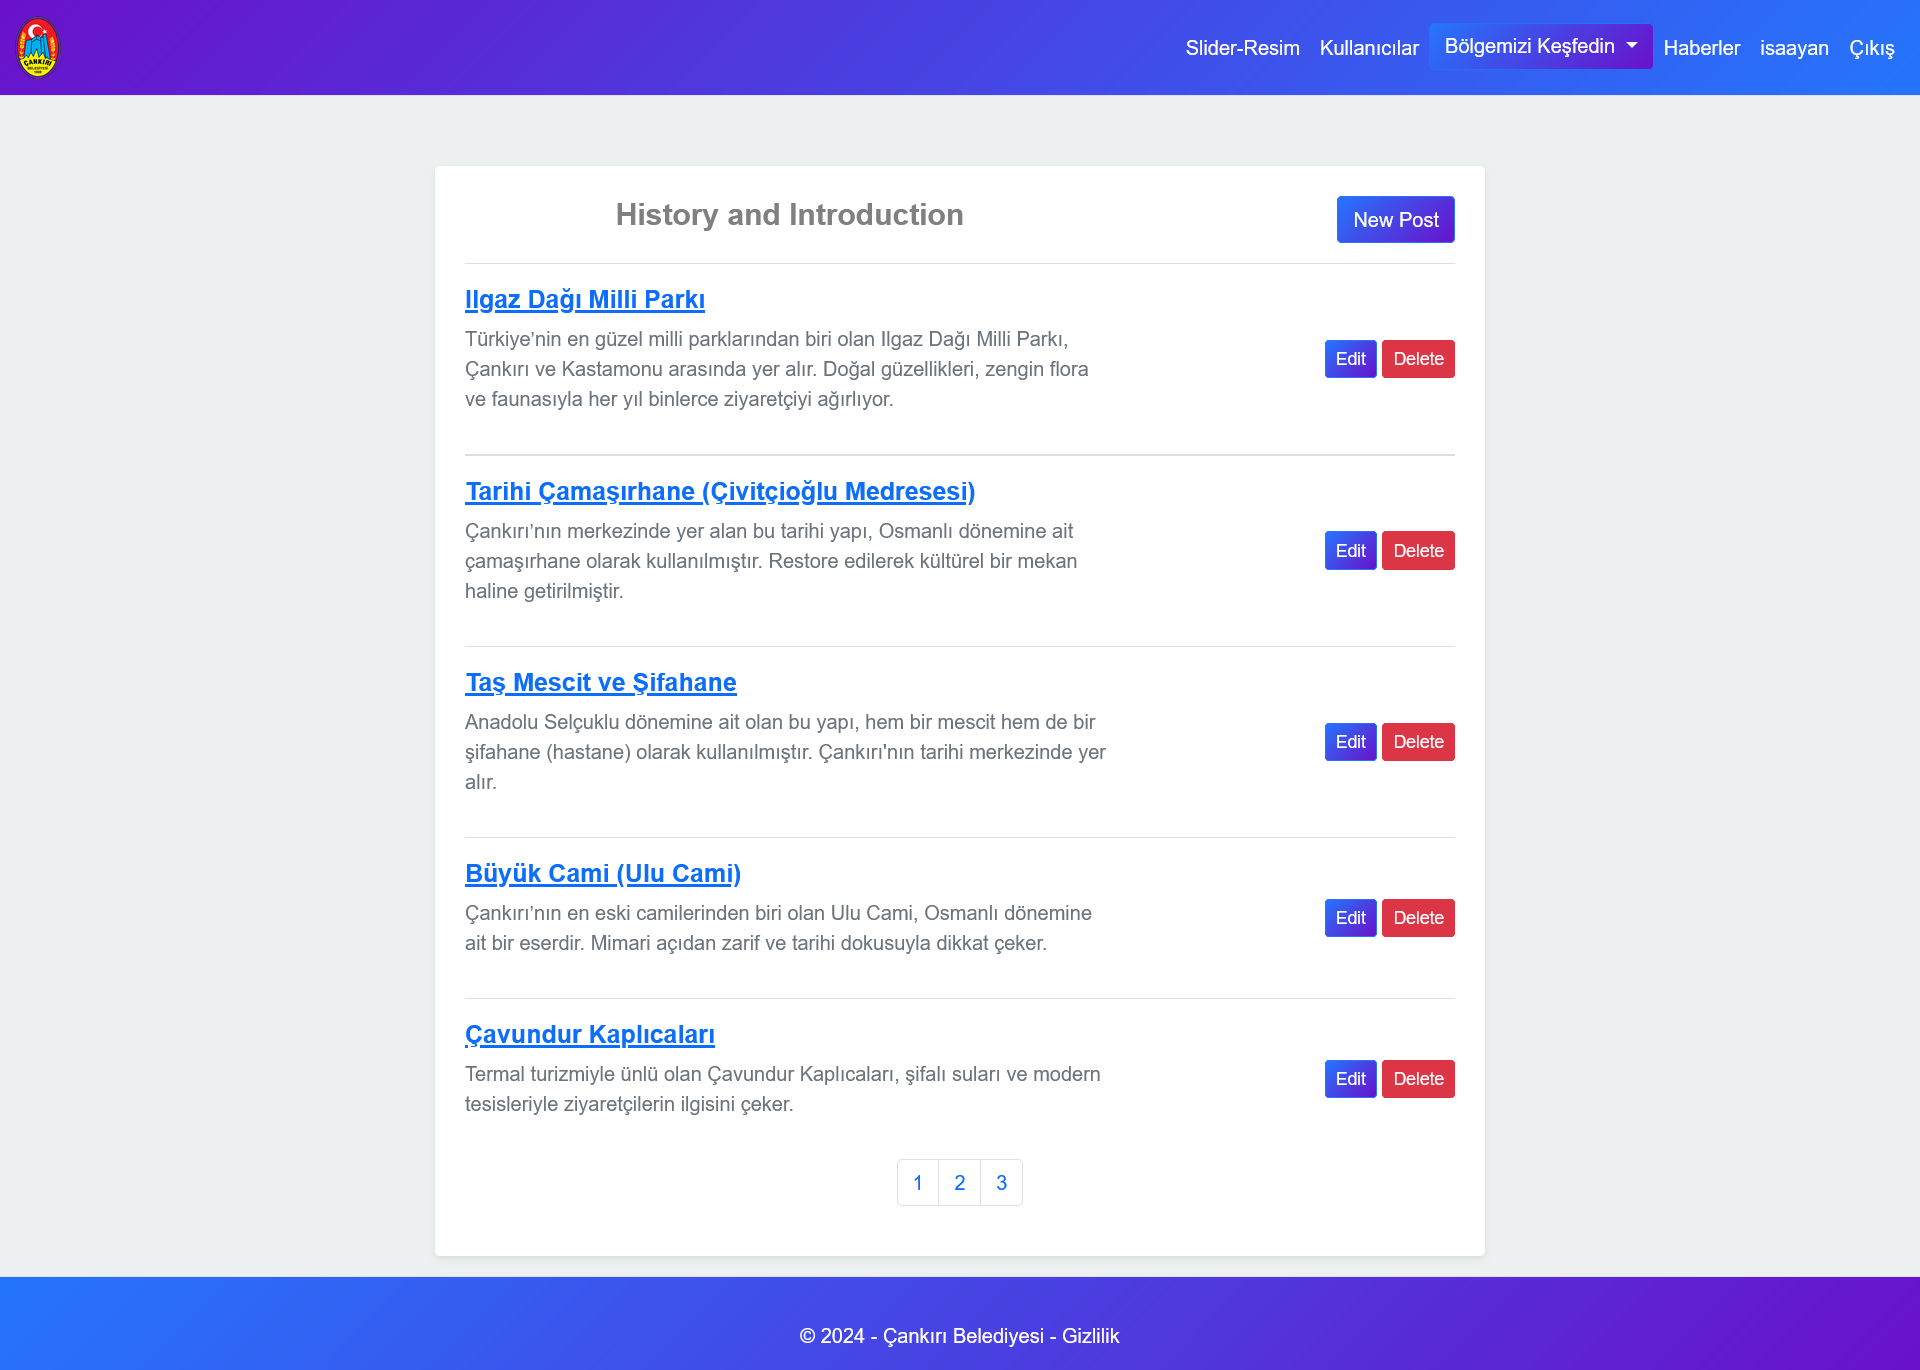 ÇANKIRI
BELEDİYESİ
Slider-Resim Kullanıcılar Bölgemizi Keşfedin Haberler isaayan Çıkış
History and Introduction
New Post
Ilgaz Dağı Milli Parkı
Türkiye’nin en güzel milli parklarından biri olan Ilgaz Dağı Milli Parkı,
Çankırı ve Kastamonu arasında yer alır. Doğal güzellikleri, zengin flora
ve faunasıyla her yıl binlerce ziyaretçiyi ağırlıyor.
Edit Delete
Tarihi Çamaşırhane (Çivitçioğlu Medresesi)
Çankırı’nın merkezinde yer alan bu tarihi yapı, Osmanlı dönemine ait
çamaşırhane olarak kullanılmıştır. Restore edilerek kültürel bir mekan
haline getirilmiştir.
Edit Delete
Taş Mescit ve Şifahane
Anadolu Selçuklu dönemine ait olan bu yapı, hem bir mescit hem de bir
şifahane (hastane) olarak kullanılmıştır. Çankırı'nın tarihi merkezinde yer
alır.
Edit Delete
Büyük Cami (Ulu Cami)
Çankırı’nın en eski camilerinden biri olan Ulu Cami, Osmanlı dönemine
ait bir eserdir. Mimari açıdan zarif ve tarihi dokusuyla dikkat çeker.
Edit Delete
Çavundur Kaplıcaları
Termal turizmiyle ünlü olan Çavundur Kaplıcaları, şifalı suları ve modern
tesisleriyle ziyaretçilerin ilgisini çeker.
Edit Delete
1 2 3
© 2024 - Çankırı Belediyesi - Gizlilik